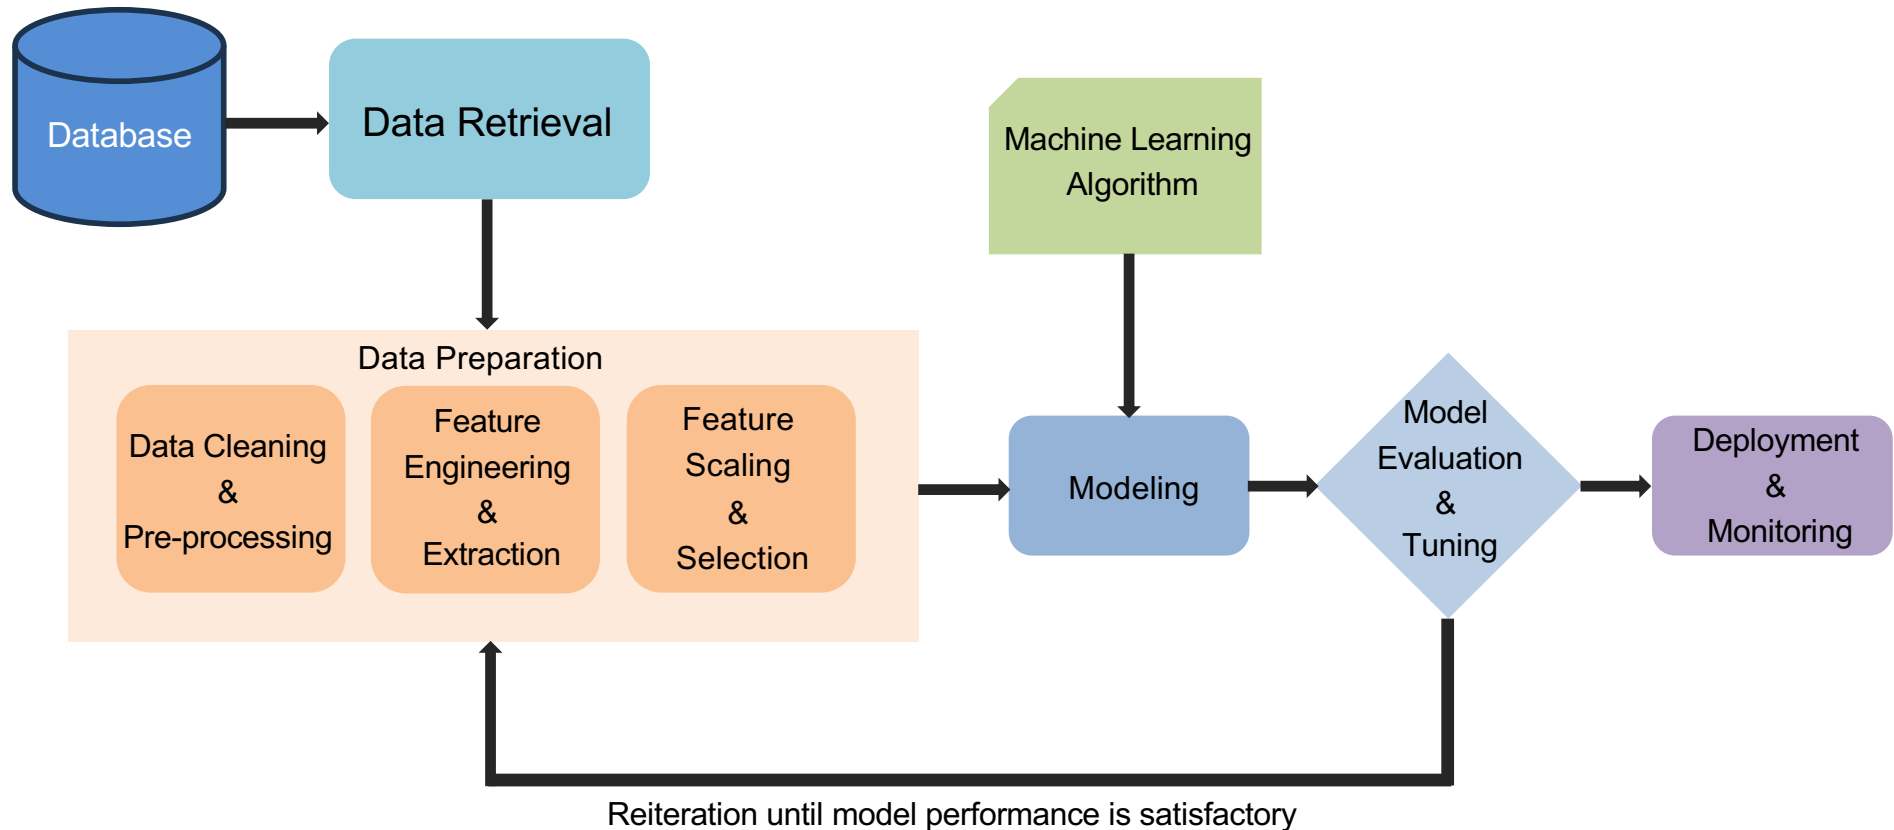 Database
Data Retrieval
Machine Learning
Algorithm
Data Preparation
Data Cleaning
&
Pre-processing
Feature
Engineering
&
Extraction
Feature
Scaling
&
Selection
Modeling
Model
Evaluation
&
Tuning
Deployment
&
Monitoring
Reiteration until model performance is satisfactory